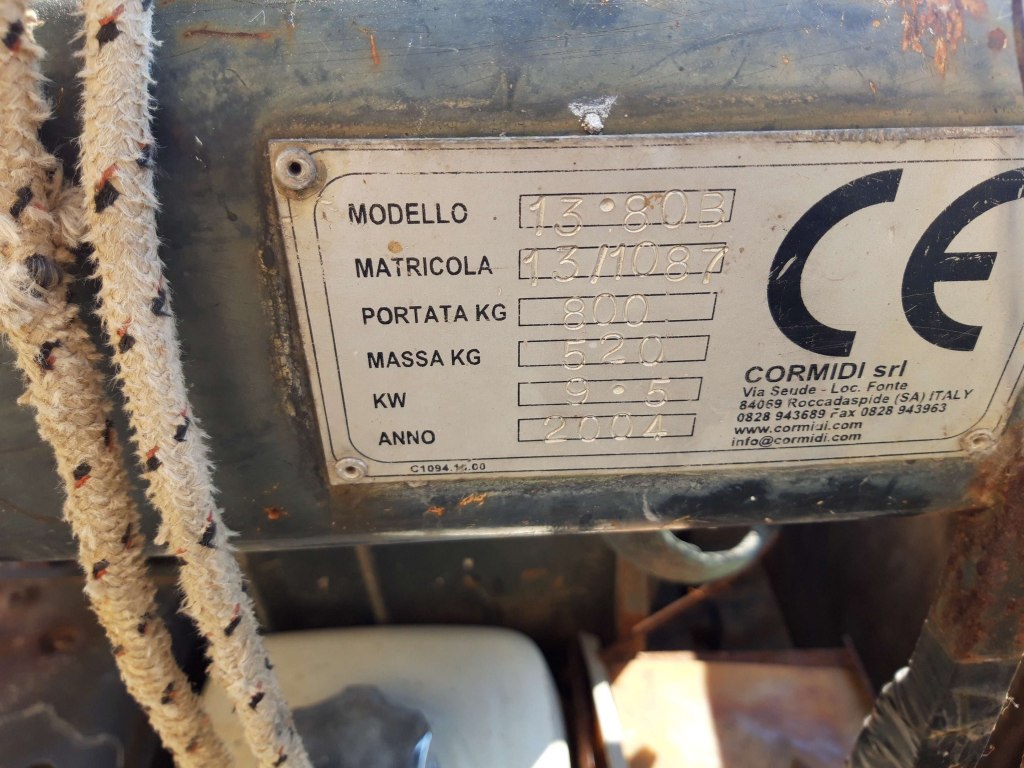 MODELLO 13•80B
MATRICOLA 13/1087
PORTATA KG 800
MASSA KG 520
KW 9•5
ANNO 2004
CE
CORMIDI srl
Via Seude - Loc. Fonte
84069 Roccadaspide (SA) ITALY
0828 943689 Fax 0828 943963
www.cormidi.com
info@cormidi.com